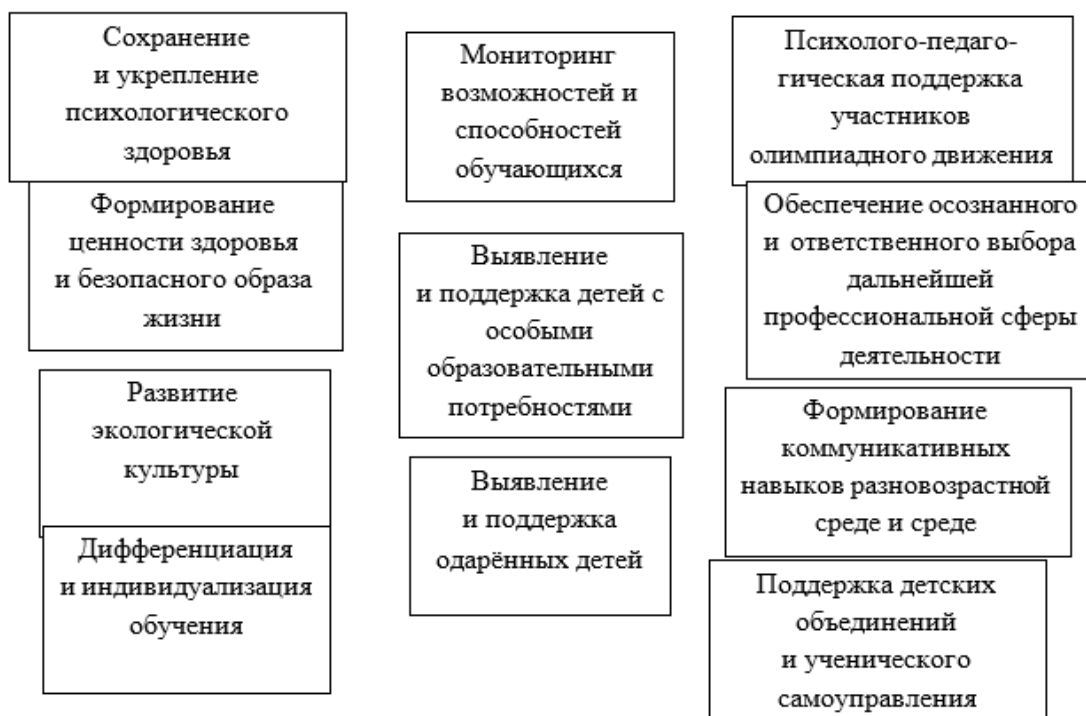 Сохранение
и укрепление
психологического
здоровья
Формирование
ценности здоровья
и безопасного образа
жизни
Развитие
экологической
культуры
Дифференциация
и индивидуализация
обучения
Мониторинг
возможностей и
способностей
обучающихся
Выявление
и поддержка детей с
особыми
образовательными
потребностями
Выявление
и поддержка
одарённых детей
Психолого-педаго-
гическая поддержка
участников
олимпиадного движения
Обеспечение осознанного
и ответственного выбора
дальнейшей
профессиональной сферы
деятельности
Формирование
коммуникативных
навыков разновозрастной
среде и среде
Поддержка детских
объединений
и ученического
самоуправления